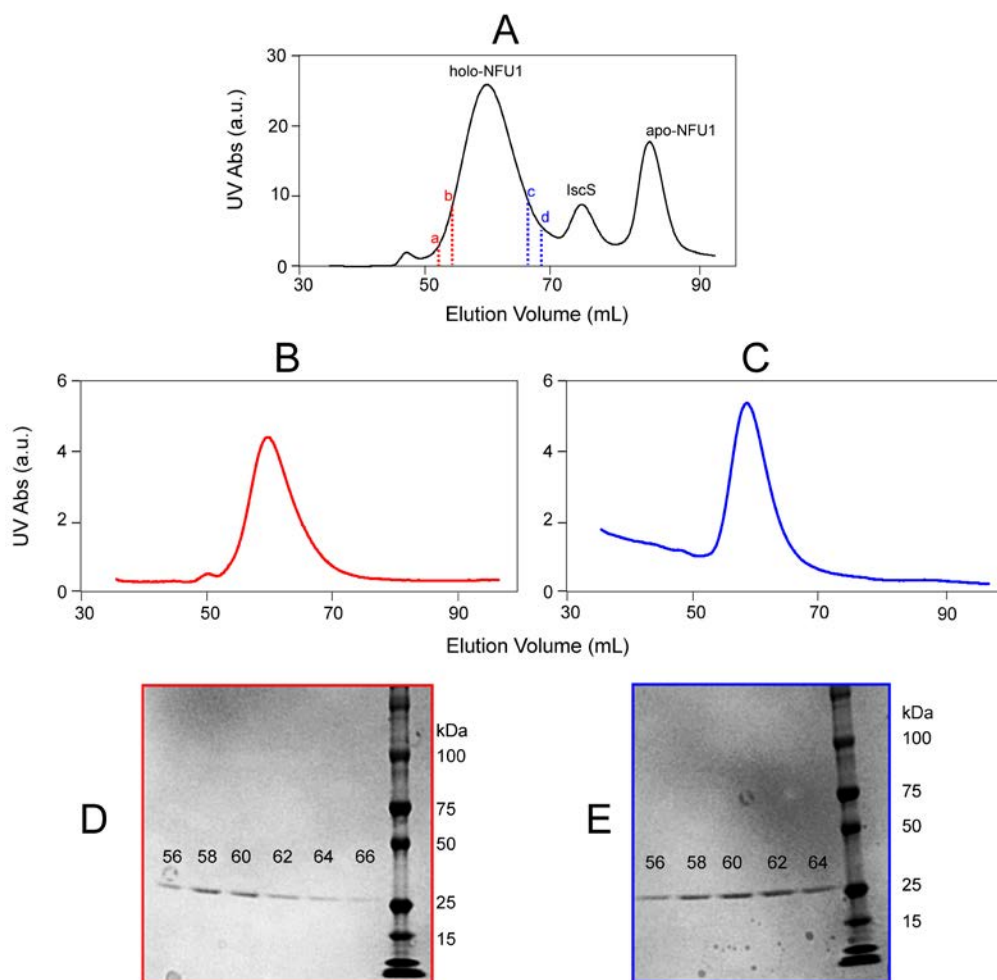 A
30
20
10
0
UV Abs (a.u.)
holo-NFU1
IscS
apo-NFU1
a
b
c
d
30
50
70
90
Elution Volume (mL)
B
C
6
4
2
0
UV Abs (a.u.)
30
50
70
90
6
4
2
0
30
50
70
90
Elution Volume (mL)
D
56 58 60 62 64 66
kDa
100
75
50
25
15
E
56 58 60 62 64
kDa
100
75
50
25
15